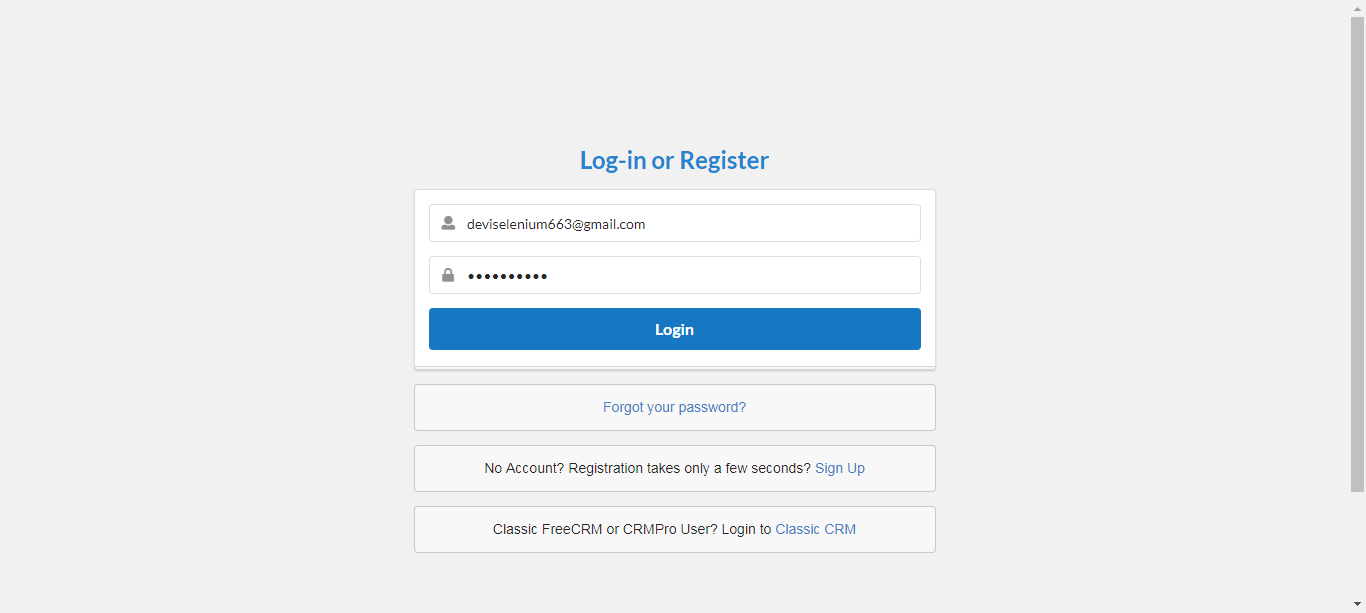 Log-in or Register
deviselenium663@gmail.com
••••••••••
Login
Forgot your password?
No Account? Registration takes only a few seconds? Sign Up
Classic FreeCRM or CRMPro User? Login to Classic CRM